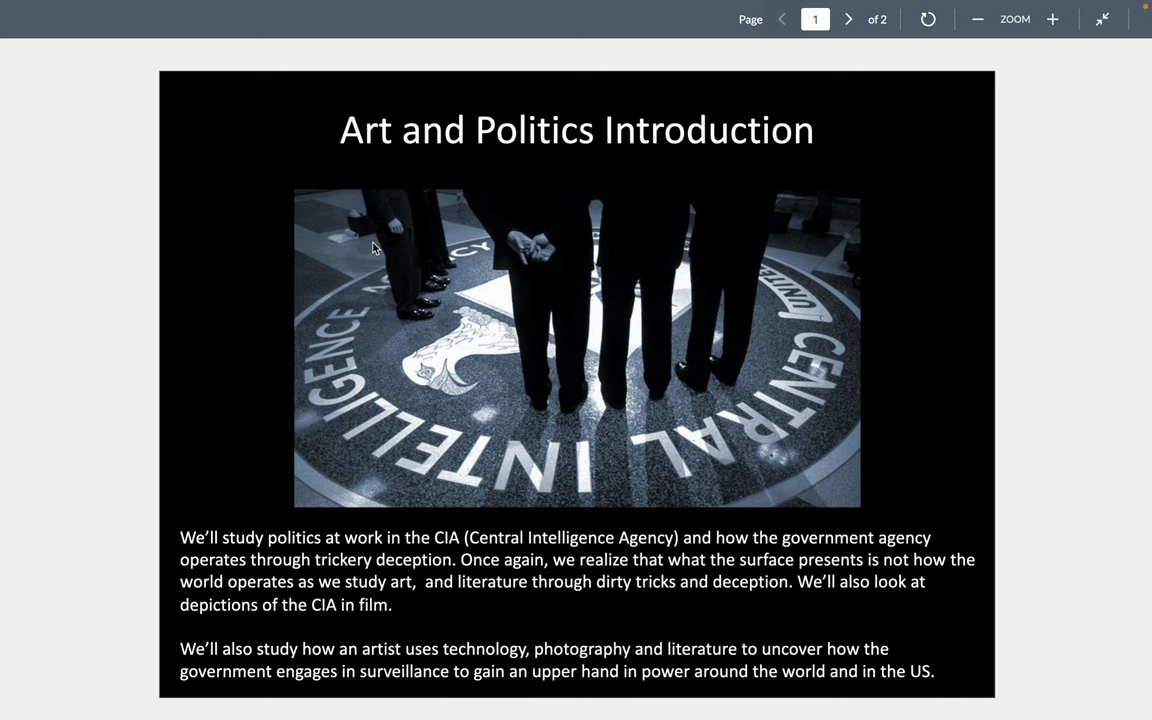 Page 1 of 2 ZOOM
Art and Politics Introduction
CENTRAL INTELLIGENCE AGENCY
UNITED
We’ll study politics at work in the CIA (Central Intelligence Agency) and how the government agency
operates through trickery deception. Once again, we realize that what the surface presents is not how the
world operates as we study art,  and literature through dirty tricks and deception. We’ll also look at
depictions of the CIA in film.
We’ll also study how an artist uses technology, photography and literature to uncover how the
government engages in surveillance to gain an upper hand in power around the world and in the US.